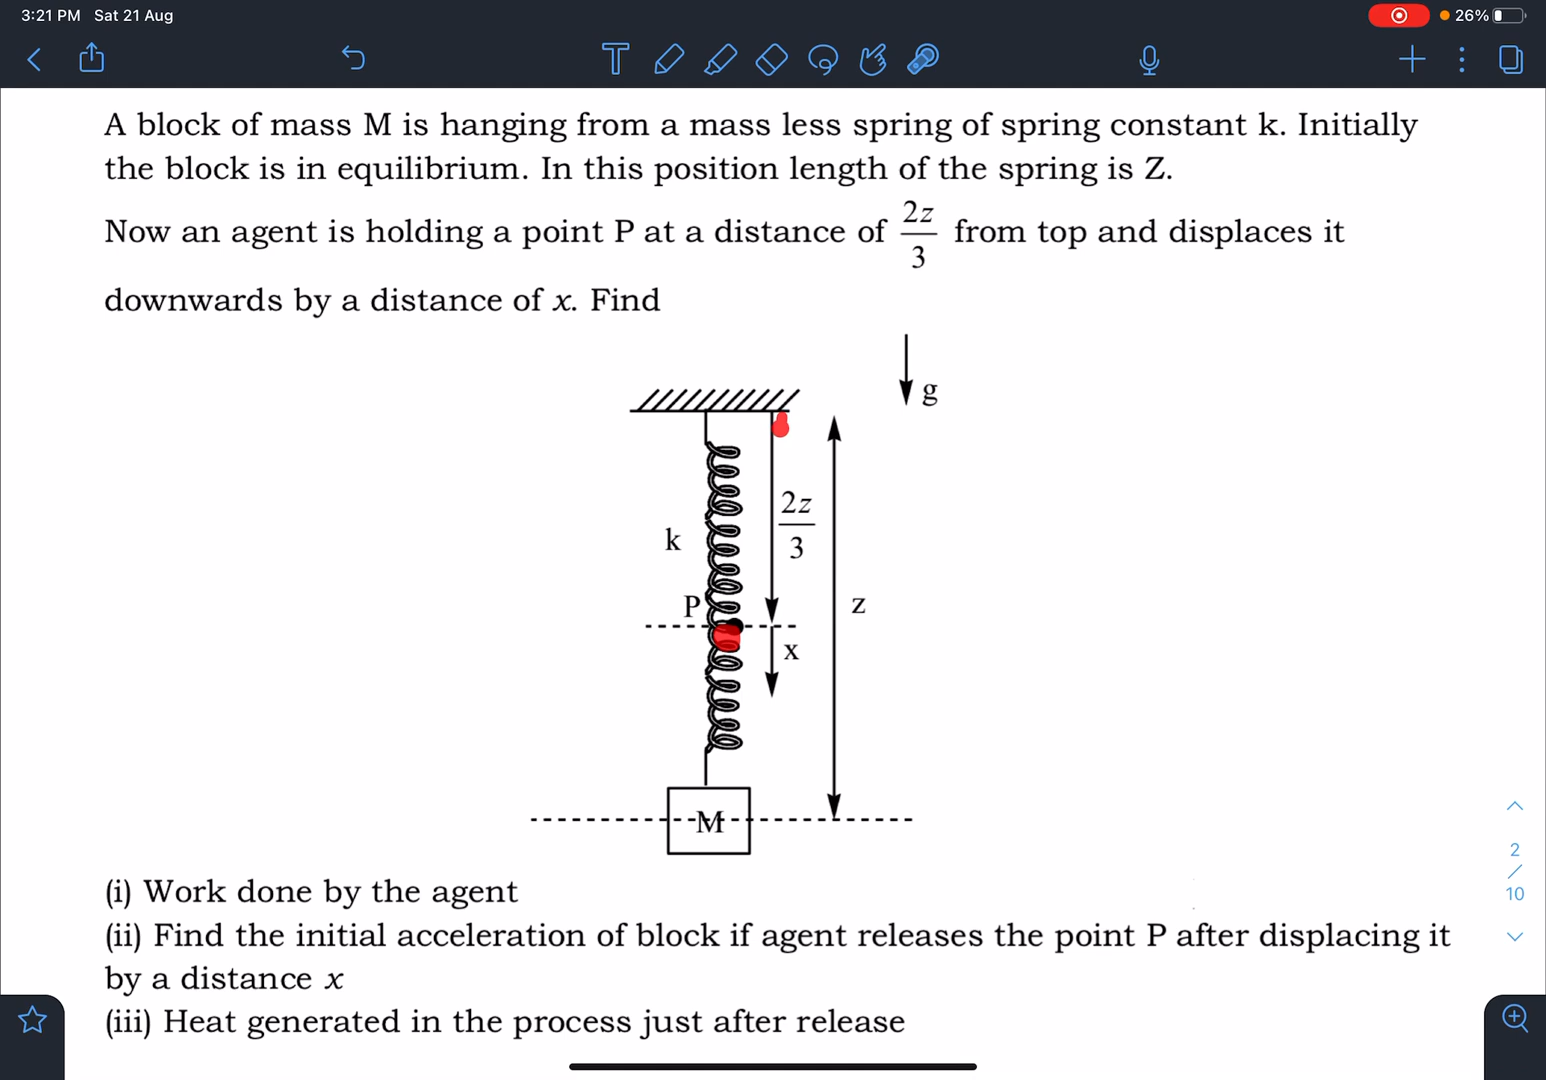 3:21 PM Sat 21 Aug
26%
T
A block of mass M is hanging from a mass less spring of spring constant k. Initially
the block is in equilibrium. In this position length of the spring is Z.
Now an agent is holding a point P at a distance of 2z/3 from top and displaces it
downwards by a distance of x. Find
g
2z
3
k
P
z
x
M
2
/
10
(i) Work done by the agent
(ii) Find the initial acceleration of block if agent releases the point P after displacing it
by a distance x
(iii) Heat generated in the process just after release